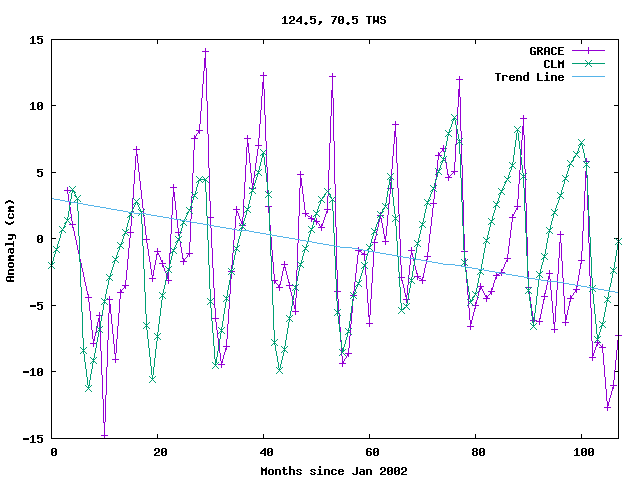 124.5, 70.5 TWS
GRACE
CLM
Trend Line
15
10
5
0
-5
-10
-15
Anomaly (cm)
0 20 40 60 80 100
Months since Jan 2002